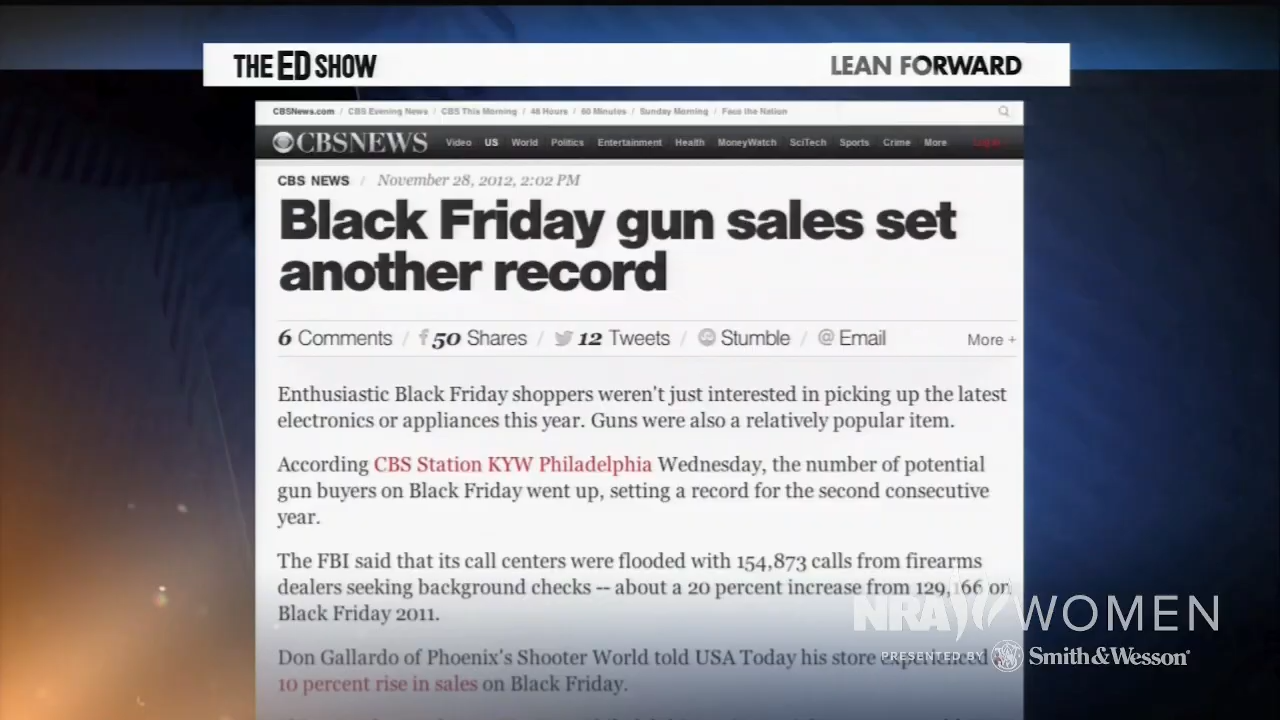 THE ED SHOW
LEAN FORWARD
CBSNews.com / CBS Evening News / CBS This Morning / 48 Hours / 60 Minutes / Sunday Morning / Face the Nation
CBSNEWS Video US World Politics Entertainment Health MoneyWatch SciTech Sports Crime More Log In
CBS NEWS / November 28, 2012, 2:02 PM
Black Friday gun sales set
another record
6 Comments / f 50 Shares / 12 Tweets / Stumble / @ Email More +
Enthusiastic Black Friday shoppers weren't just interested in picking up the latest
electronics or appliances this year. Guns were also a relatively popular item.
According CBS Station KYW Philadelphia Wednesday, the number of potential
gun buyers on Black Friday went up, setting a record for the second consecutive
year.
The FBI said that its call centers were flooded with 154,873 calls from firearms
dealers seeking background checks -- about a 20 percent increase from 129,166 on
Black Friday 2011.
NRA WOMEN
PRESENTED BY Smith & Wesson
Don Gallardo of Phoenix's Shooter World told USA Today his store
10 percent rise in sales on Black Friday.